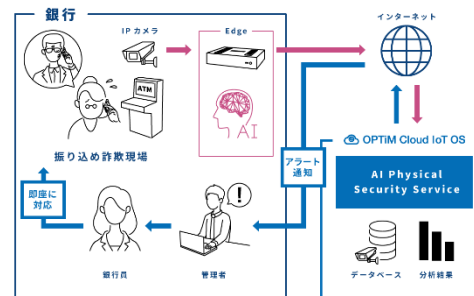 銀行
IPカメラ
Edge
インターネット
ATM
AI
振り込め詐欺現場
アラート
通知
OPTiM Cloud IoT OS
AI Physical
Security Service
即座に
対応
銀行員
管理者
データベース
分析結果